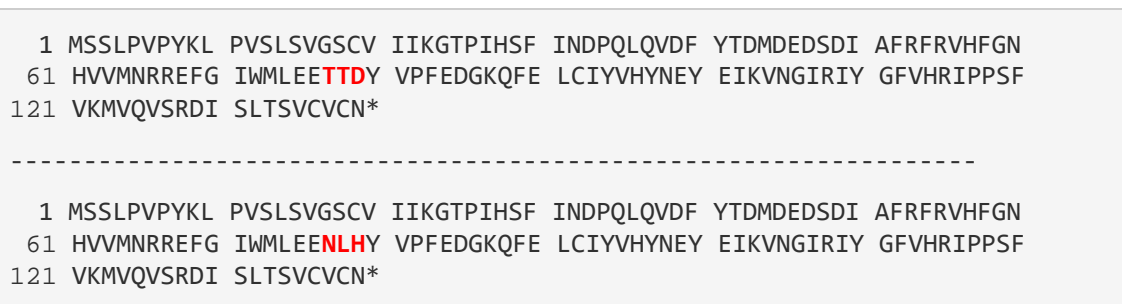 1 MSSLPVPYKL PVSLSVGSCV IIKGTPIHSF INDPQLQVDF YTDMDEDSDI AFRFRVHFGN
61 HVVMNRREFG IWMLEETTDY VPFEDGKQFE LCIYVHYNEY EIKVNGIRIY GFVHRIPPSF
121 VKMVQVSRDI SLTSVCVCN*
------------------------------------------------------------------
1 MSSLPVPYKL PVSLSVGSCV IIKGTPIHSF INDPQLQVDF YTDMDEDSDI AFRFRVHFGN
61 HVVMNRREFG IWMLEENLHY VPFEDGKQFE LCIYVHYNEY EIKVNGIRIY GFVHRIPPSF
121 VKMVQVSRDI SLTSVCVCN*